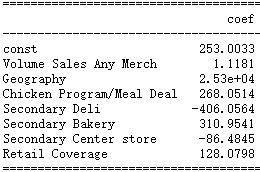 ==================================
coef
----------------------------------
const 253.0033
Volume Sales Any Merch 1.1181
Geography 2.53e+04
Chicken Program/Meal Deal 268.0514
Secondary Deli -406.0564
Secondary Bakery 310.9541
Secondary Center store -86.4845
Retail Coverage 128.0798
==================================